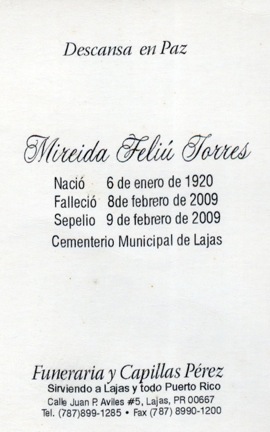 Descansa en Paz
Mireida Feliú Torres
Nació 6 de enero de 1920
Falleció 8de febrero de 2009
Sepelio 9 de febrero de 2009
Cementerio Municipal de Lajas
Funeraria y Capillas Pérez
Sirviendo a Lajas y todo Puerto Rico
Calle Juan P. Aviles #5, Lajas, PR 00667
Tel. (787)899-1285 • Fax (787) 8990-1200